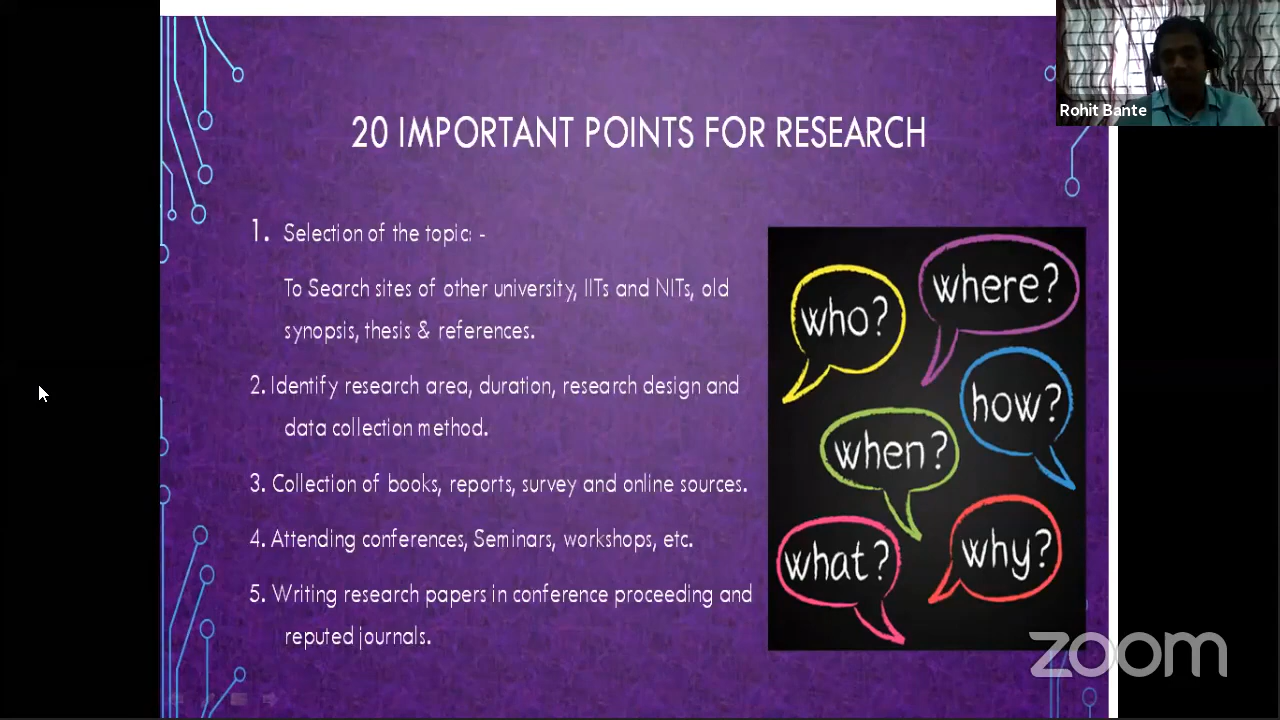 Rohit Bante
20 IMPORTANT POINTS FOR RESEARCH
1. Selection of the topic: -
To Search sites of other university, IITs and NITs, old
synopsis, thesis & references.
2. Identify research area, duration, research design and
data collection method.
3. Collection of books, reports, survey and online sources.
4. Attending conferences, Seminars, workshops, etc.
5. Writing research papers in conference proceeding and
reputed journals.
who?
where?
how?
when?
what?
why?
zoom